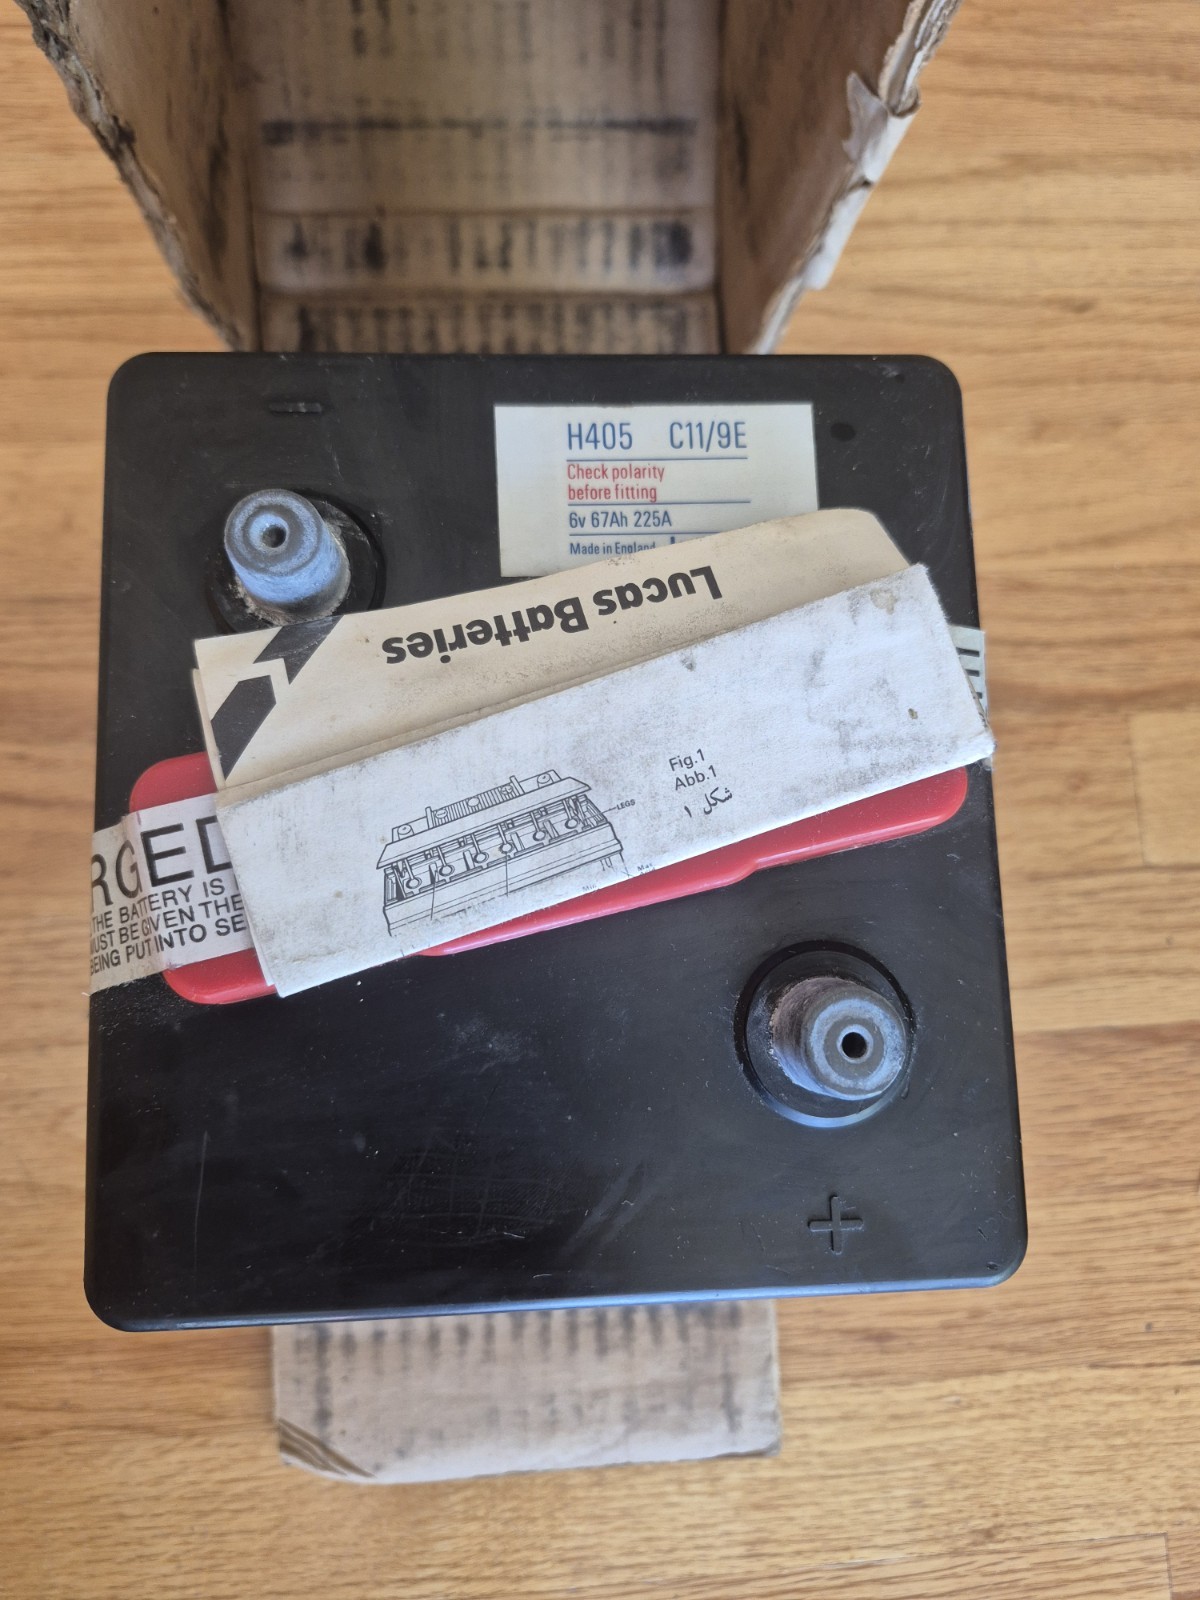 H405 C11/9E
Check polarity
before fitting
6v 67Ah 225A
Made in England
Lucas Batteries
Fig.1
Abb.1
شكل ١
LEGS
RGED
THE BATTERY IS
MUST BE GIVEN THE
BEING PUT INTO SE
+